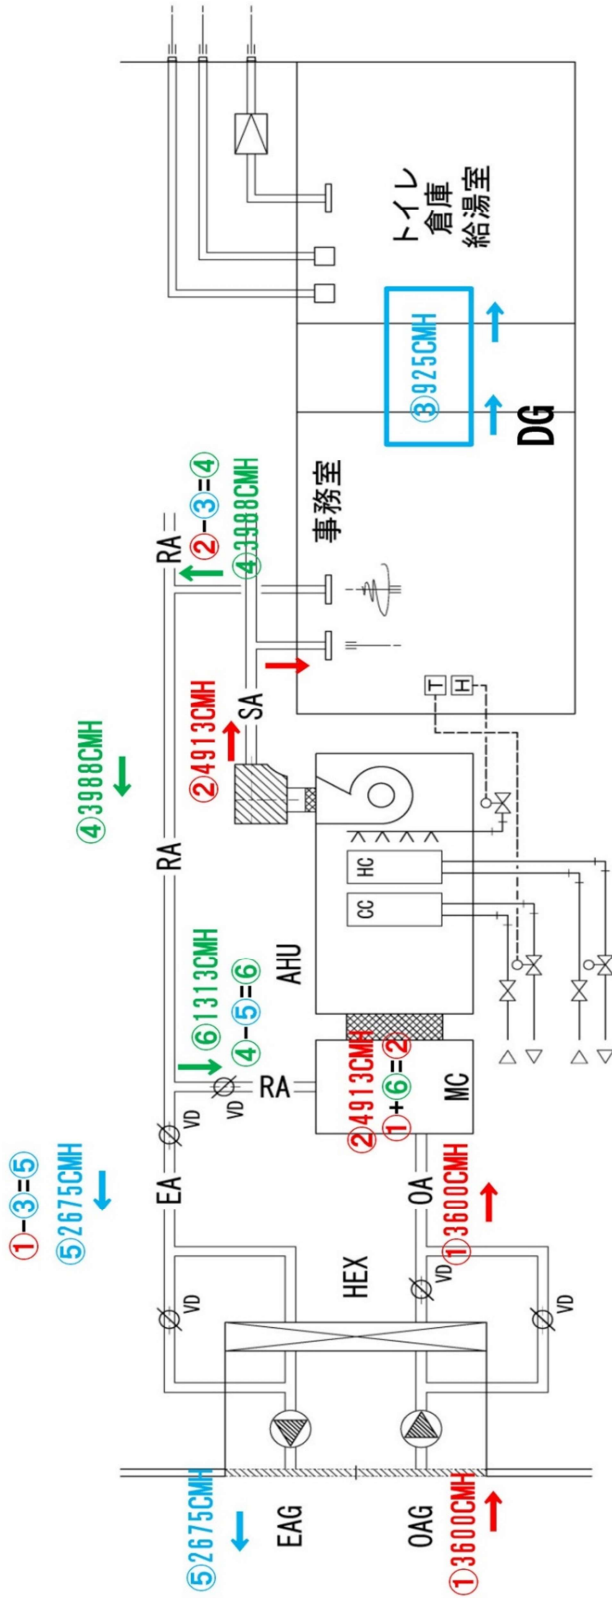 ①-③=⑤
⑤2675CMH
④3988CMH
EA
RA
RA
VD
VD
②-③=④
④3988CMH
⑤2675CMH
⑥1313CMH
④-⑤=⑥
②4913CMH
SA
VD
RA
EAG
AHU
事務室
HEX
②4913CMH
①+⑥=②
HC
CC
トイレ
倉庫
給湯室
③925CMH
OAG
OA
VD
MC
T
H
①3600CMH
①3600CMH
DG
VD